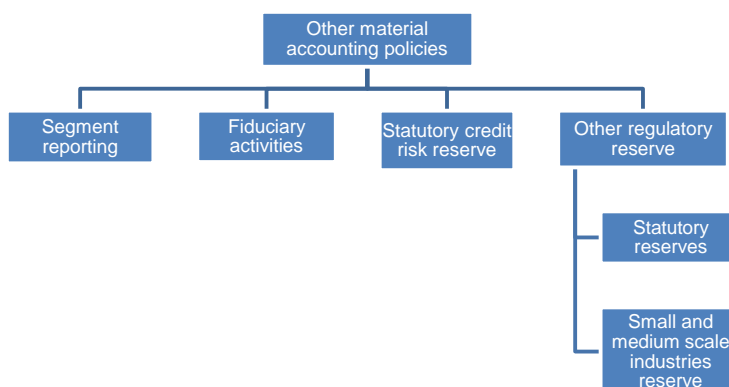 Other material
accounting policies
Segment
reporting
Fiduciary
activities
Statutory credit
risk reserve
Other regulatory
reserve
Statutory
reserves
Small and
medium scale
industries
reserve